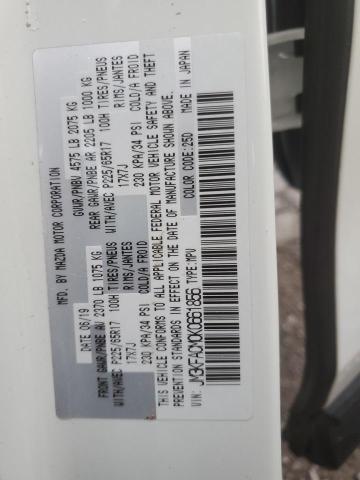 MFD. BY MAZDA MOTOR CORPORATION
DATE 06/19 GVWR/PNBV 4575 LB 2075 KG
FRONT GAWR/PNBE AV 2370 LB 1075 KG REAR GAWR/PNBE AR 2205 LB 1000 KG
WITH/AVEC P225/65R17 100H TIRES/PNEUS WITH/AVEC P225/65R17 100H TIRES/PNEUS
17X7J RIMS/JANTES 17X7J RIMS/JANTES
230 KPA/34 PSI COLD/A FROID 230 KPA/34 PSI COLD/A FROID
THIS VEHICLE CONFORMS TO ALL APPLICABLE FEDERAL MOTOR VEHICLE SAFETY AND THEFT
PREVENTION STANDARDS IN EFFECT ON THE DATE OF MANUFACTURE SHOWN ABOVE.
TYPE:MPV COLOR CODE:25D MADE IN JAPAN